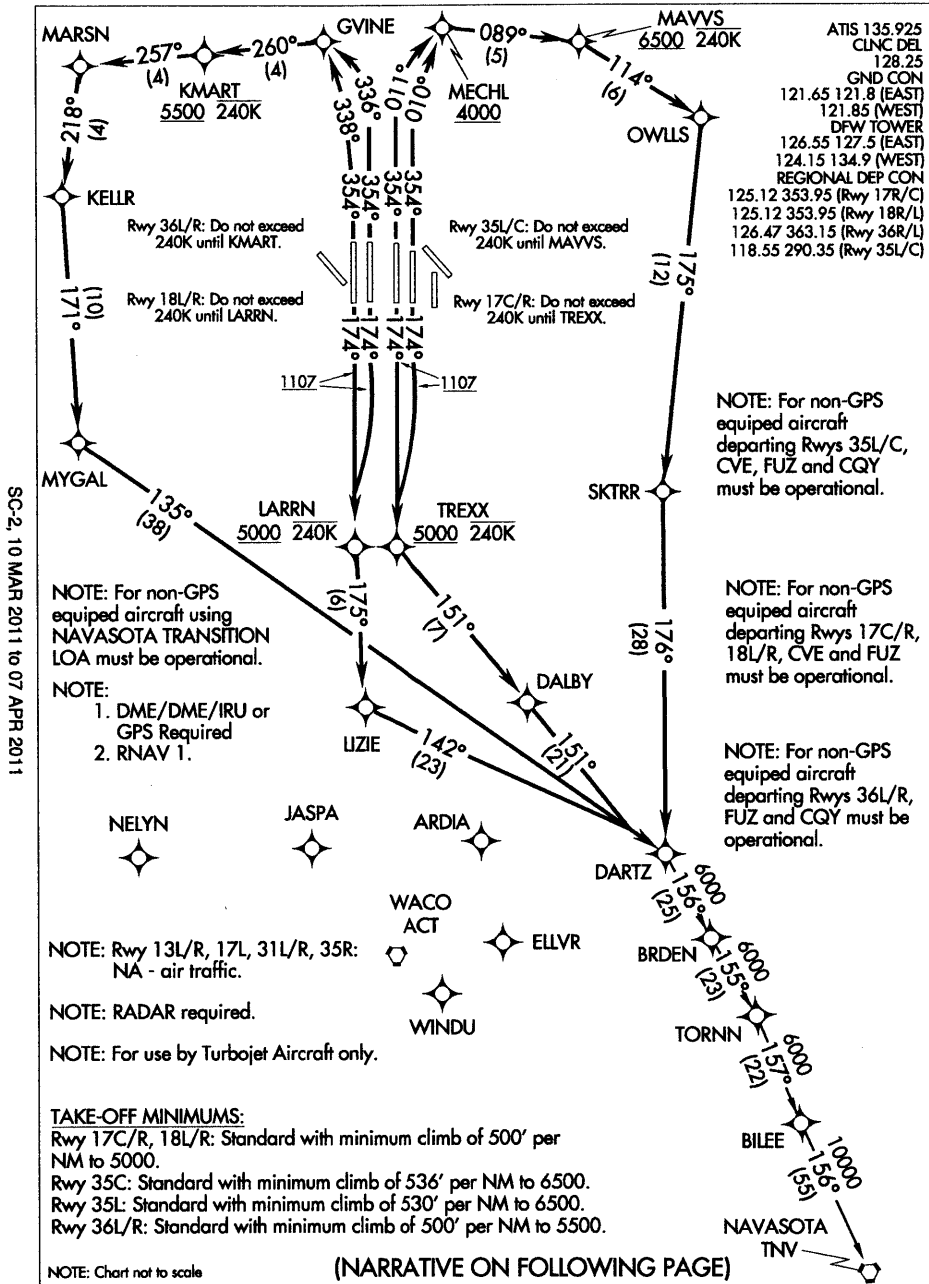 MARSN
GVINE
MAVVS
6500 240K
257°
(4)
260°
(4)
KMART
5500 240K
089°
(5)
MECHL
4000
114°
(6)
OWLLS
218°
(4)
KELLR
336°
338°
011°
010°
354°
354°
354°
354°
ATIS 135.925
CLNC DEL
128.25
GND CON
121.65 121.8 (EAST)
121.85 (WEST)
DFW TOWER
126.55 127.5 (EAST)
124.15 134.9 (WEST)
REGIONAL DEP CON
125.12 353.95 (Rwy 17R/C)
125.12 353.95 (Rwy 18R/L)
126.47 363.15 (Rwy 36R/L)
118.55 290.35 (Rwy 35L/C)
Rwy 36L/R: Do not exceed
240K until KMART.
Rwy 35L/C: Do not exceed
240K until MAVVS.
Rwy 18L/R: Do not exceed
240K until LARRN.
Rwy 17C/R: Do not exceed
240K until TREXX.
171°
(10)
175°
(12)
174°
174°
174°
174°
1107
1107
MYGAL
135°
(38)
LARRN
5000 240K
TREXX
5000 240K
SKTRR
NOTE: For non-GPS
equiped aircraft
departing Rwys 35L/C,
CVE, FUZ and CQY
must be operational.
NOTE: For non-GPS
equiped aircraft using
NAVASOTA TRANSITION
LOA must be operational.
NOTE:
1. DME/DME/IRU or
GPS Required
2. RNAV 1.
175°
(6)
151°
(7)
176°
(28)
NOTE: For non-GPS
equiped aircraft
departing Rwys 17C/R,
18L/R, CVE and FUZ
must be operational.
LIZIE
DALBY
142°
(23)
151°
(21)
NOTE: For non-GPS
equiped aircraft
departing Rwys 36L/R,
FUZ and CQY must be
operational.
NELYN
JASPA
ARDIA
DARTZ
WACO
ACT
ELLVR
WINDU
6000
156°
(25)
BRDEN
6000
155°
(23)
TORNN
6000
157°
(22)
BILEE
10000
156°
(55)
NAVASOTA
TNV
NOTE: Rwy 13L/R, 17L, 31L/R, 35R:
NA - air traffic.
NOTE: RADAR required.
NOTE: For use by Turbojet Aircraft only.
TAKE-OFF MINIMUMS:
Rwy 17C/R, 18L/R: Standard with minimum climb of 500' per
NM to 5000.
Rwy 35C: Standard with minimum climb of 536' per NM to 6500.
Rwy 35L: Standard with minimum climb of 530' per NM to 6500.
Rwy 36L/R: Standard with minimum climb of 500' per NM to 5500.
NOTE: Chart not to scale
(NARRATIVE ON FOLLOWING PAGE)
SC-2, 10 MAR 2011 to 07 APR 2011